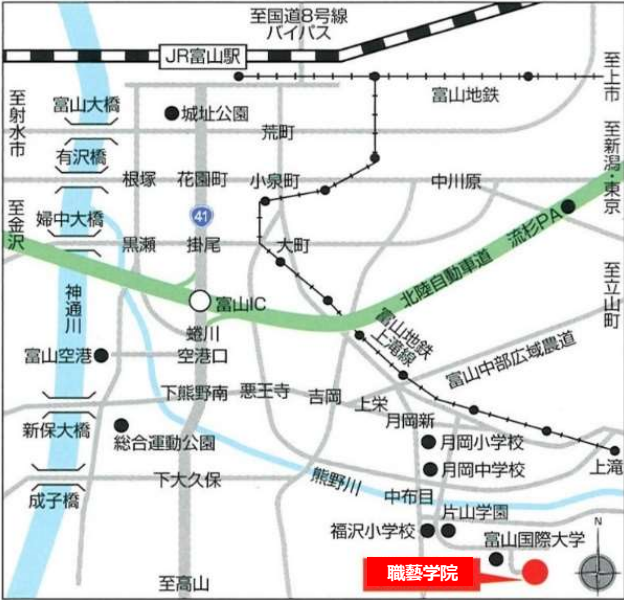 至国道8号線
バイパス
JR富山駅
至上市
富山地鉄
至射水市
富山大橋
城址公園
荒町
至新潟・東京
有沢橋
根塚
花園町
小泉町
中川原
至金沢
婦中大橋
41
流杉PA
黒瀬
掛尾
大町
北陸自動車道
至立山町
神通川
富山IC
富山地鉄
上滝線
蜷川
富山空港
空港口
富山中部広域農道
下熊野南
悪王寺
吉岡
上栄
月岡新
新保大橋
総合運動公園
月岡小学校
上滝
月岡中学校
下大久保
熊野川
成子橋
中布目
片山学園
福沢小学校
富山国際大学
N
職藝学院
至高山